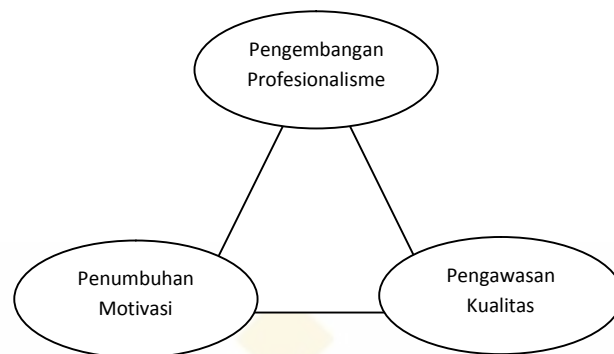 Pengembangan
Profesionalisme
Penumbuhan
Motivasi
Pengawasan
Kualitas